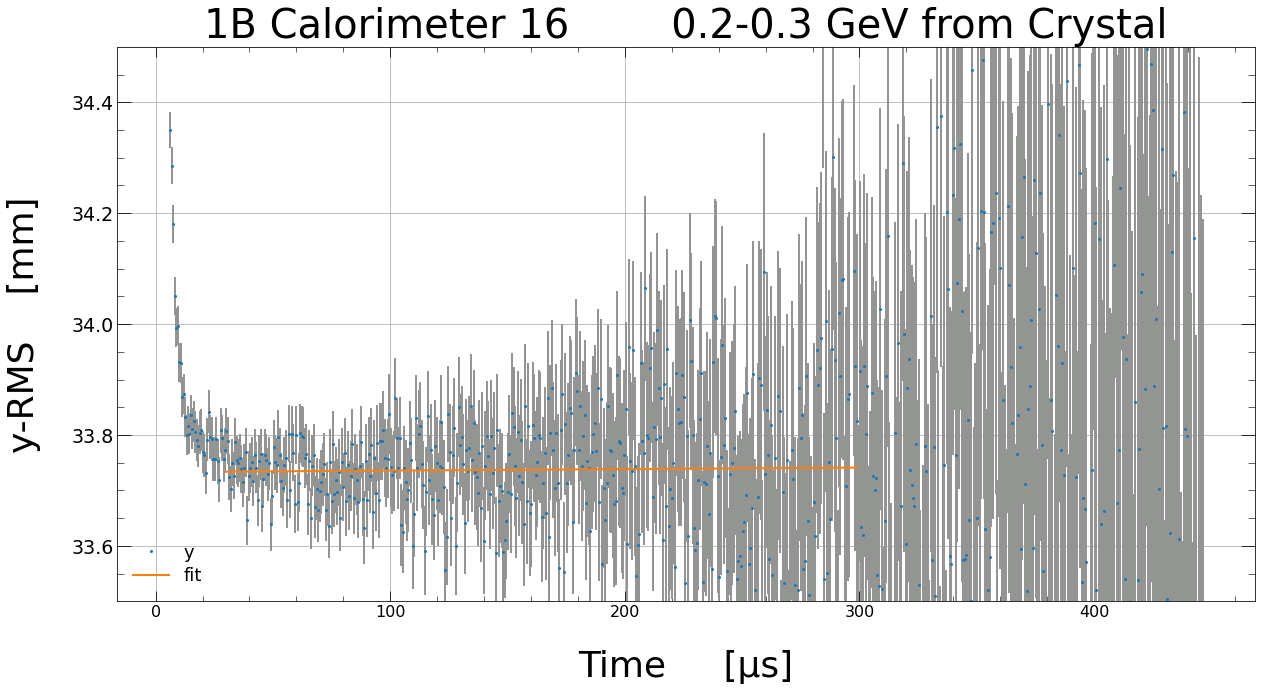 1B Calorimeter 16 0.2-0.3 GeV from Crystal
y-RMS [mm]
34.4
34.2
34.0
33.8
33.6
y
fit
0 100 200 300 400
Time [µs]